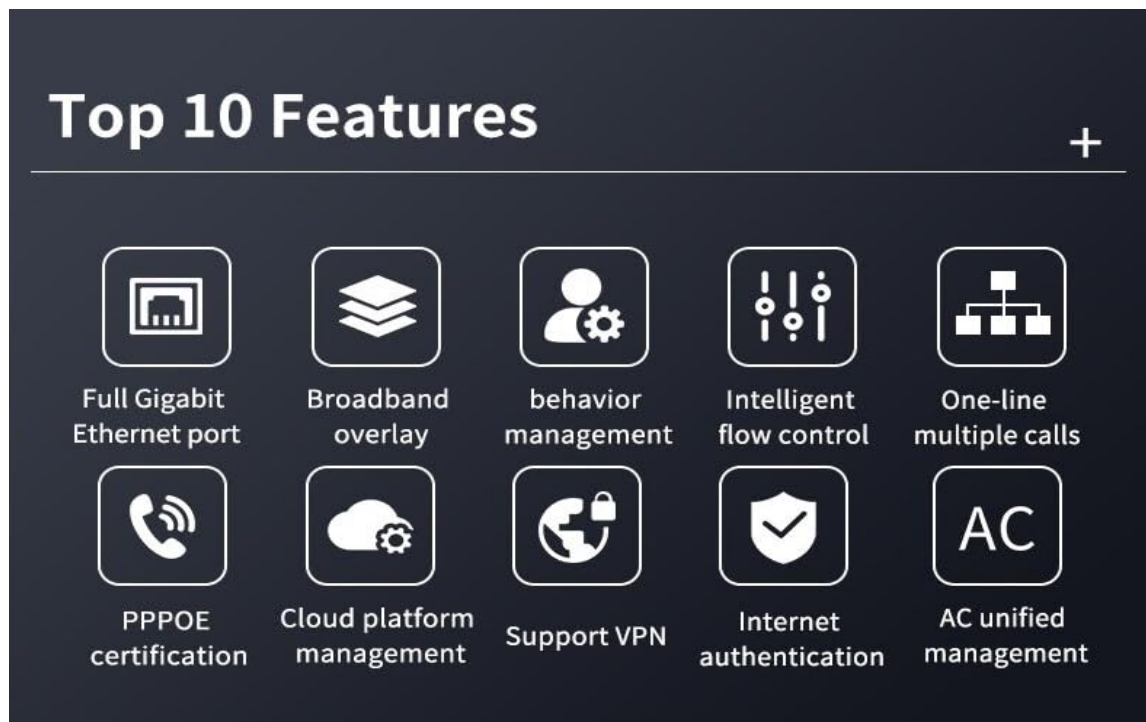 Top 10 Features
+
Full Gigabit
Ethernet port
Broadband
overlay
behavior
management
Intelligent
flow control
One-line
multiple calls
PPPOE
certification
Cloud platform
management
Support VPN
Internet
authentication
AC
AC unified
management